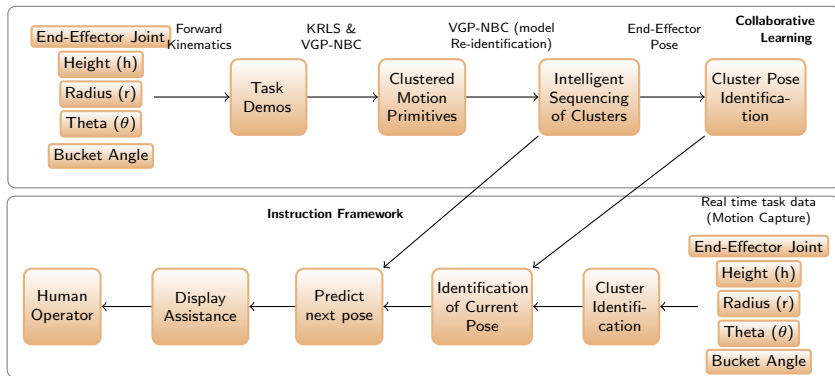 Forward
Kinematics
KRLS &
VGP-NBC
VGP-NBC (model
Re-identification)
End-Effector
Pose
Collaborative
Learning
End-Effector Joint
Height (h)
Radius (r)
Theta (θ)
Bucket Angle
Task
Demos
Clustered
Motion
Primitives
Intelligent
Sequencing
of Clusters
Cluster Pose
Identifica-
tion
Instruction Framework
Real time task data
(Motion Capture)
End-Effector Joint
Height (h)
Radius (r)
Theta (θ)
Bucket Angle
Human
Operator
Display
Assistance
Predict
next pose
Identification
of Current
Pose
Cluster
Identifi-
cation